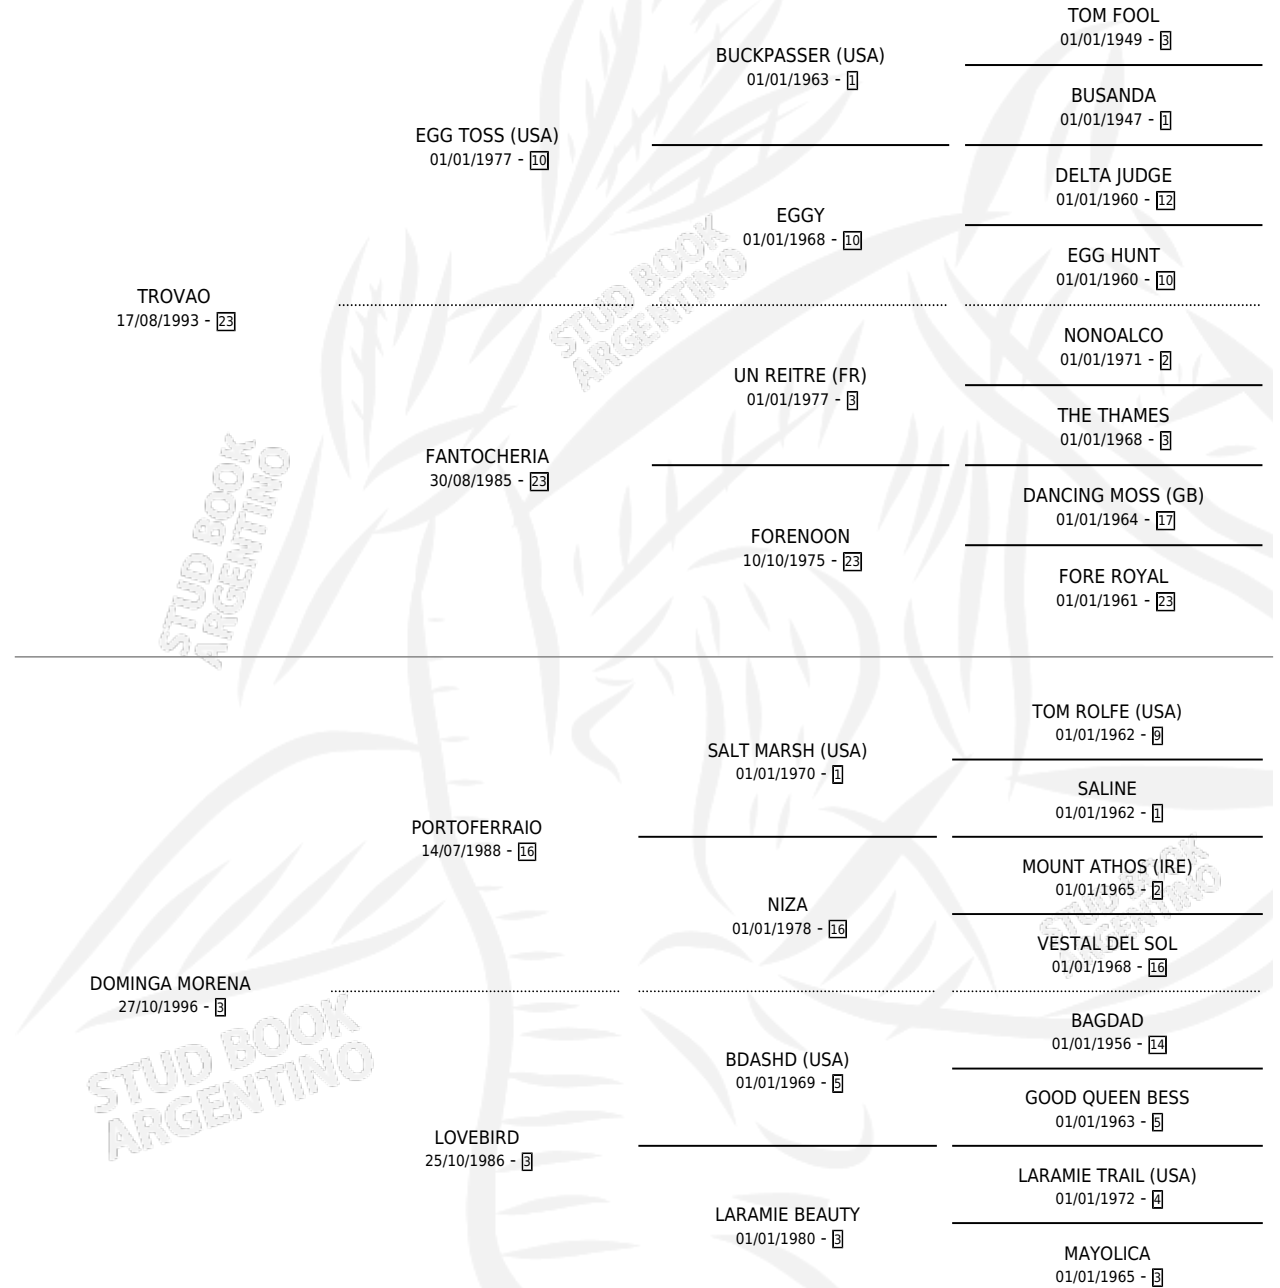 TOM FOOL
01/01/1949 - 3
BUCKPASSER (USA)
01/01/1963 - 1
BUSANDA
01/01/1947 - 1
EGG TOSS (USA)
01/01/1977 - 10
DELTA JUDGE
01/01/1960 - 12
EGGY
01/01/1968 - 10
EGG HUNT
01/01/1960 - 10
TROVAO
17/08/1993 - 23
NONOALCO
01/01/1971 - 2
UN REITRE (FR)
01/01/1977 - 3
THE THAMES
01/01/1968 - 3
FANTOCHERIA
30/08/1985 - 23
DANCING MOSS (GB)
01/01/1964 - 17
FORENOON
10/10/1975 - 23
FORE ROYAL
01/01/1961 - 23
STUD BOOK
ARGENTINO
STUD BOOK
ARGENTINO
TOM ROLFE (USA)
01/01/1962 - 9
SALT MARSH (USA)
01/01/1970 - 1
SALINE
01/01/1962 - 1
PORTOFERRAIO
14/07/1988 - 16
MOUNT ATHOS (IRE)
01/01/1965 - 2
NIZA
01/01/1978 - 16
VESTAL DEL SOL
01/01/1968 - 16
DOMINGA MORENA
27/10/1996 - 3
BAGDAD
01/01/1956 - 14
BDASHD (USA)
01/01/1969 - 5
GOOD QUEEN BESS
01/01/1963 - 5
LOVEBIRD
25/10/1986 - 3
LARAMIE TRAIL (USA)
01/01/1972 - 4
LARAMIE BEAUTY
01/01/1980 - 3
MAYOLICA
01/01/1965 - 3
STUD BOOK
ARGENTINO
STUD BOOK
ARGENTINO